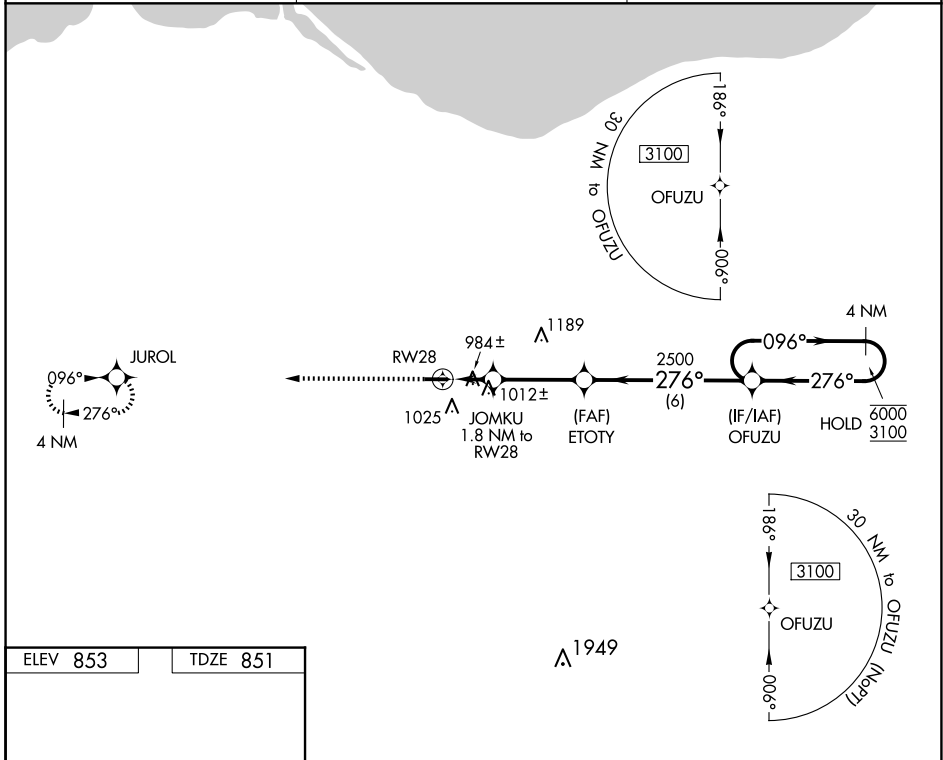 186°
30 NM to OFUZU
3100
OFUZU
006°
4 NM
1189
984±
096°
JUROL
RW28
2500
096°
276°
276°
276°
(6)
1012±
1025
JOMKU
1.8 NM to
RW28
(FAF)
ETOTY
(IF/IAF)
OFUZU
HOLD
6000
3100
4 NM
186°
30 NM to OFUZU (NoPT)
3100
OFUZU
006°
1949
ELEV 853
TDZE 851